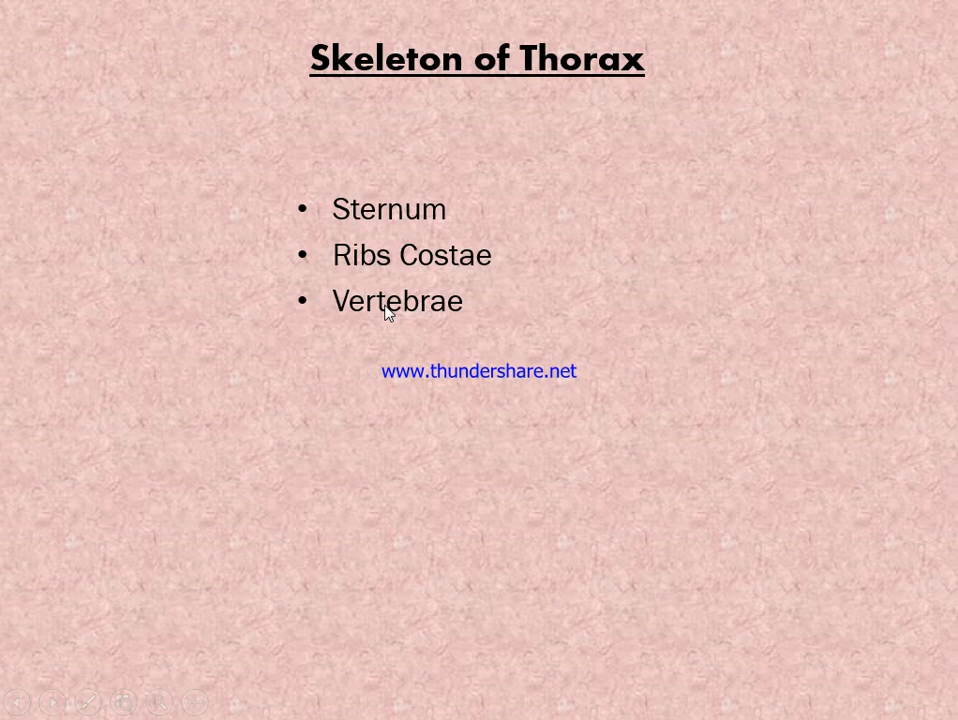 Skeleton of Thorax
• Sternum
• Ribs Costae
• Vertebrae
www.thundershare.net